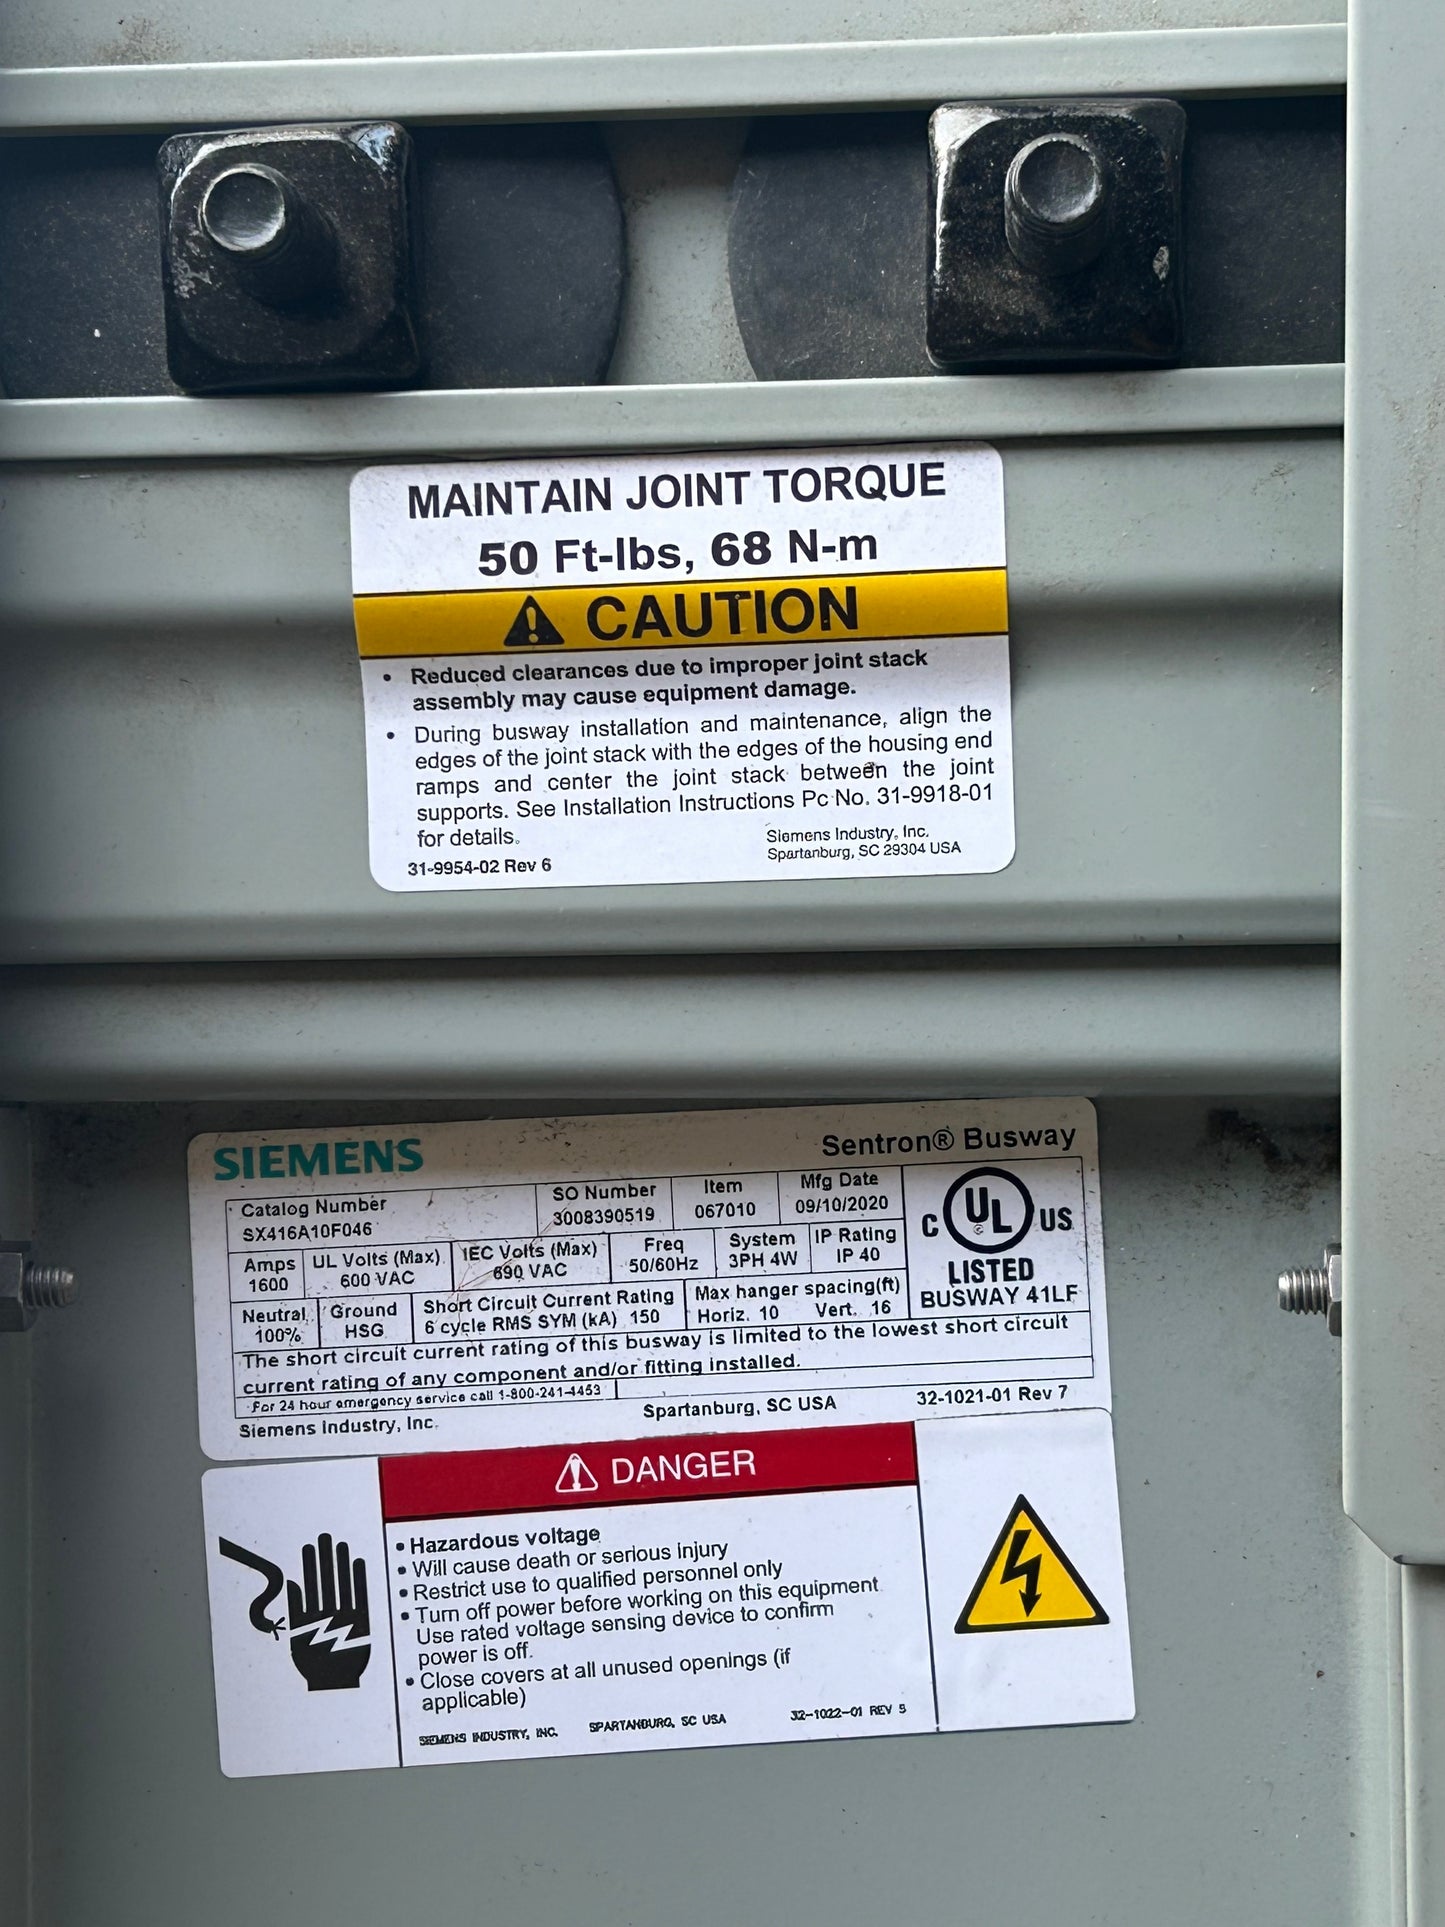 MAINTAIN JOINT TORQUE
50 Ft-lbs, 68 N-m
CAUTION
• Reduced clearances due to improper joint stack
assembly may cause equipment damage.
• During busway installation and maintenance, align the
edges of the joint stack with the edges of the housing end
ramps and center the joint stack between the joint
supports. See Installation Instructions Pc No. 31-9918-01
for details.
Siemens Industry, Inc.
Spartanburg, SC 29304 USA
31-9954-02 Rev 6
SIEMENS Sentron® Busway
Catalog Number SO Number Item Mfg Date
SX416A10F046 3008390519 067010 09/10/2020
Amps UL Volts (Max) IEC Volts (Max) Freq System IP Rating
1600 600 VAC 690 VAC 50/60Hz 3PH 4W IP 40
Neutral Ground Short Circuit Current Rating Max hanger spacing(ft)
100% HSG 6 cycle RMS SYM (kA) 150 Horiz. 10 Vert. 16
C UL US
LISTED
BUSWAY 41LF
The short circuit current rating of this busway is limited to the lowest short circuit
current rating of any component and/or fitting installed.
For 24 hour emergency service call 1-800-241-4453
Siemens Industry, Inc. Spartanburg, SC USA 32-1021-01 Rev 7
DANGER
• Hazardous voltage
• Will cause death or serious injury
• Restrict use to qualified personnel only
• Turn off power before working on this equipment
Use rated voltage sensing device to confirm
power is off.
• Close covers at all unused openings (if
applicable)
SIEMENS INDUSTRY, INC. SPARTANBURG, SC USA 32-1022-01 REV 5